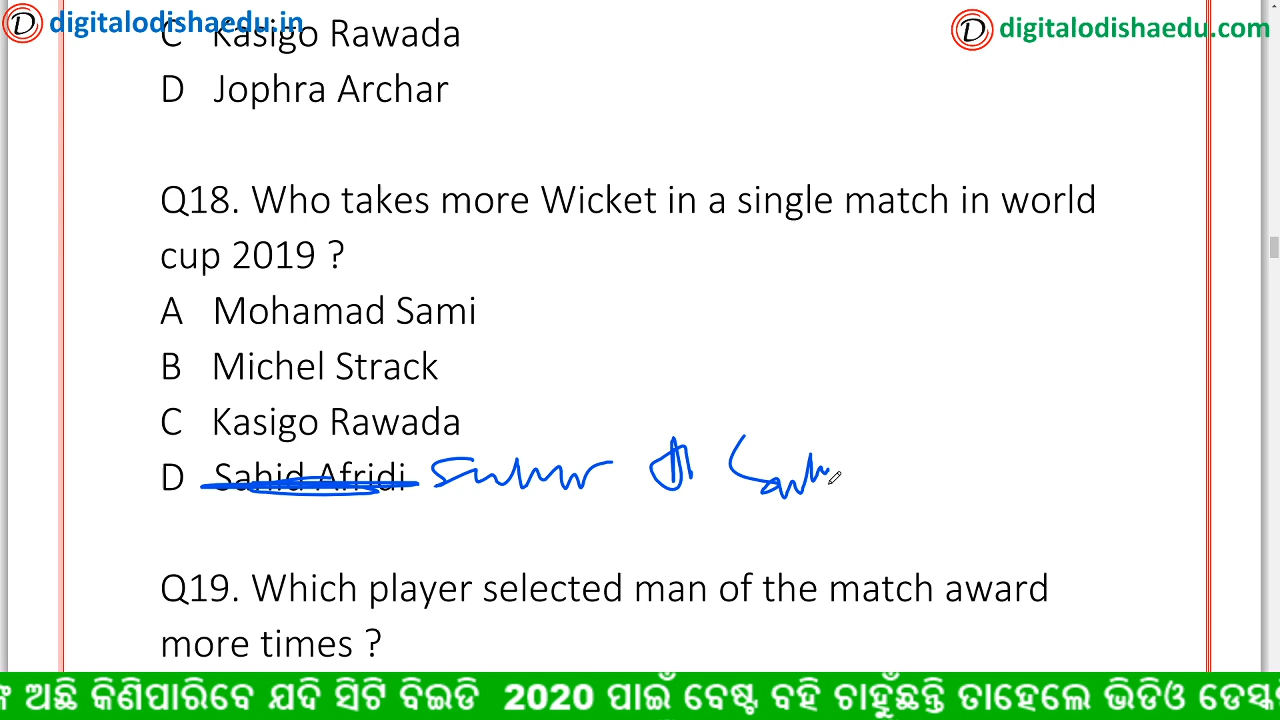 digitalodishaedu.in
digitalodishaedu.com
C Kasigo Rawada
D Jophra Archar
Q18. Who takes more Wicket in a single match in world
cup 2019 ?
A Mohamad Sami
B Michel Strack
C Kasigo Rawada
D Sahid Afridi
Q19. Which player selected man of the match award
more times ?
ଅଛି କିଣିପାରିବେ ଯଦି ସିଟି ବିଇଡି 2020 ପାଇଁ ବେଷ୍ଟ ବହି ଚାହୁଁଛନ୍ତି ତାହେଲେ ଭିଡିଓ